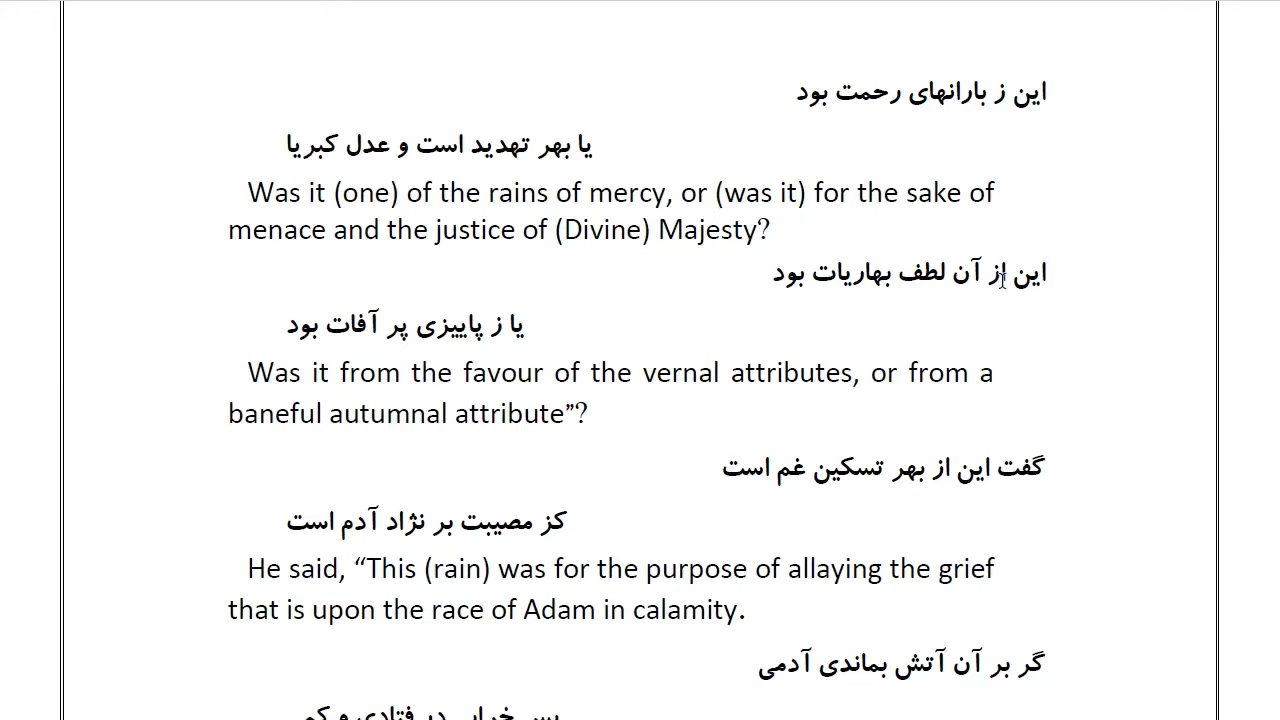 این ز بارانهای رحمت بود
یا بهر تهدید است و عدل کبریا
Was it (one) of the rains of mercy, or (was it) for the sake of
menace and the justice of (Divine) Majesty?
این از آن لطف بهاریات بود
یا ز پاییزی پر آفات بود
Was it from the favour of the vernal attributes, or from a
baneful autumnal attribute”?
گفت این از بهر تسکین غم است
کز مصیبت بر نژاد آدم است
He said, “This (rain) was for the purpose of allaying the grief
that is upon the race of Adam in calamity.
گر بر آن آتش بماندی آدمی
بس خرابی در فتادی و کمی